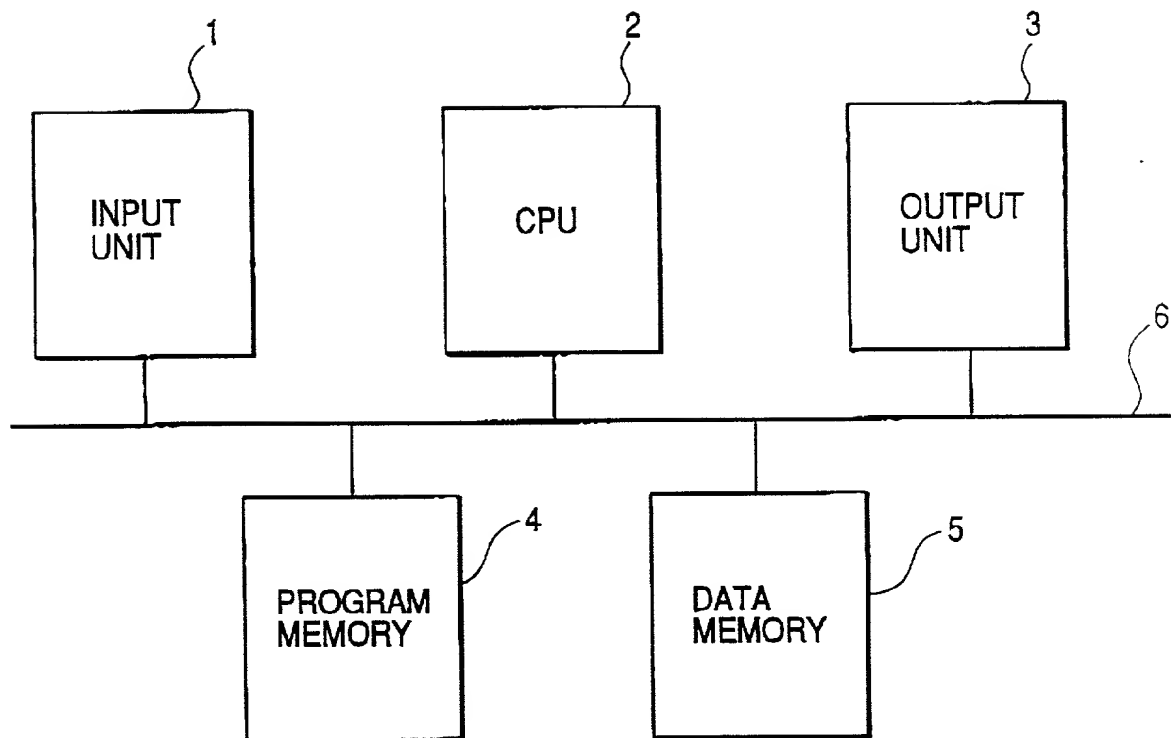 1
2
3
INPUT
UNIT
CPU
OUTPUT
UNIT
6
4
5
PROGRAM
MEMORY
DATA
MEMORY